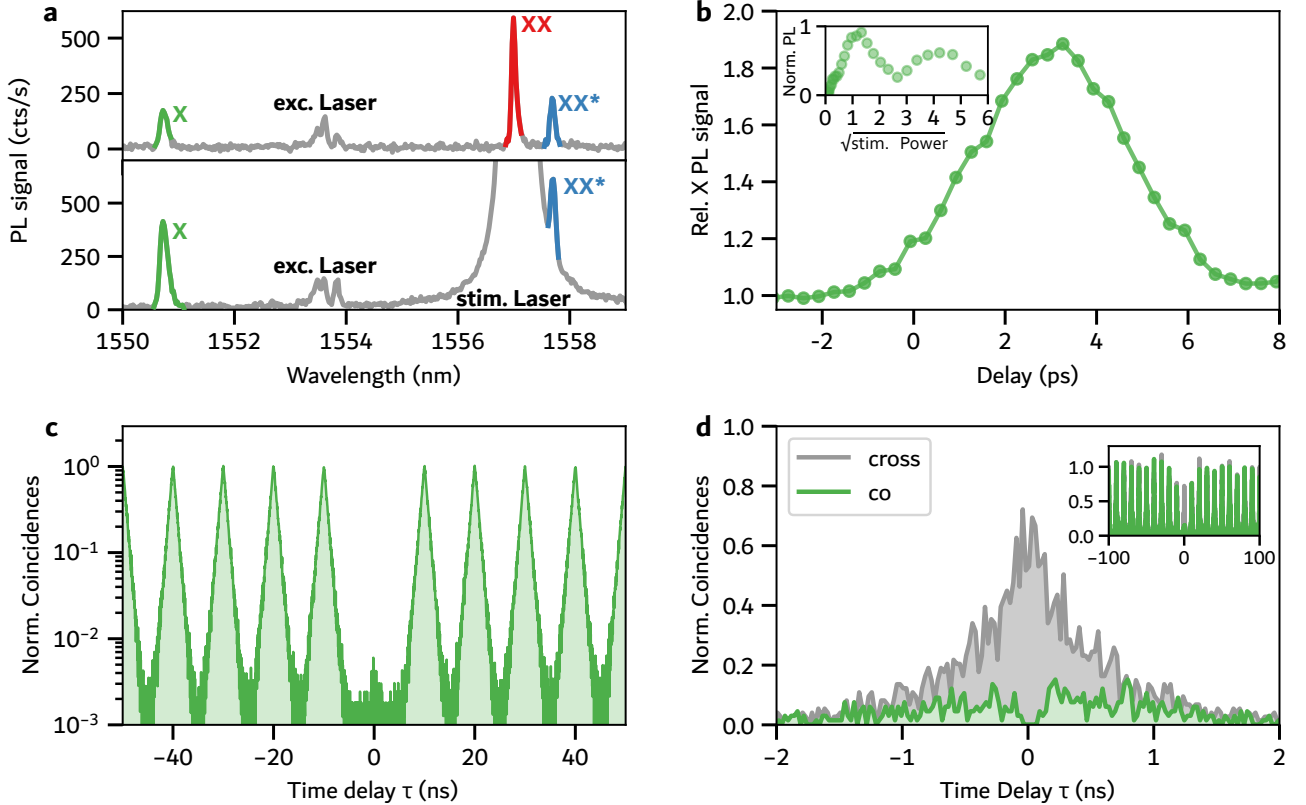 a
500
250
0
PL signal (cts/s)
X
exc. Laser
XX
XX*
500
250
0
X
exc. Laser
stim. Laser
XX*
1550 1552 1554 1556 1558
Wavelength (nm)
b
2.0
1.8
1.6
1.4
1.2
1.0
Rel. X PL signal
1
0
Norm. PL
0 1 2 3 4 5 6
√stim. Power
−2 0 2 4 6 8
Delay (ps)
c
10⁰
10⁻¹
10⁻²
10⁻³
Norm. Coincidences
−40 −20 0 20 40
Time delay τ (ns)
d
1.0
0.8
0.6
0.4
0.2
0.0
Norm. Coincidences
cross
co
1.0
0.5
0.0
−100 0 100
−2 −1 0 1 2
Time Delay τ (ns)